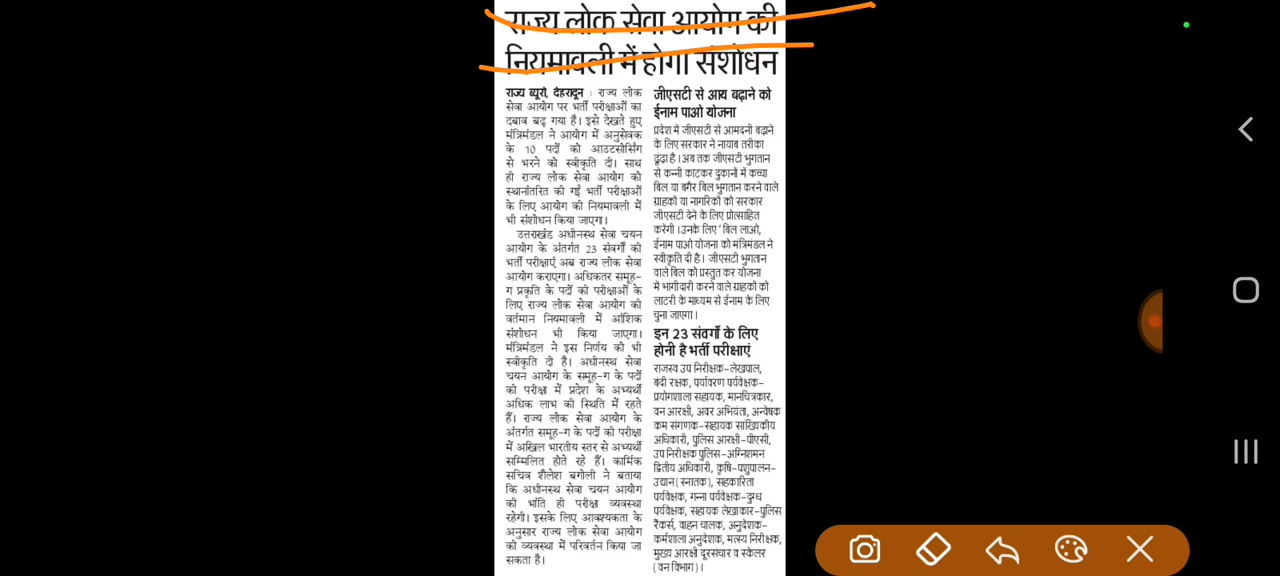 राज्य लोक सेवा आयोग की
नियमावली में होगा संशोधन
राज्य ब्यूरो, देहरादून : राज्य लोक
सेवा आयोग पर भर्ती परीक्षाओं का
दबाव बढ़ गया है। इसे देखते हुए
मंत्रिमंडल ने आयोग में अनुसेवक
के 10 पदों को आउटसोर्सिंग
से भरने को स्वीकृति दी। साथ
ही राज्य लोक सेवा आयोग को
स्थानांतरित की गईं भर्ती परीक्षाओं
के लिए आयोग की नियमावली में
भी संशोधन किया जाएगा।
उत्तराखंड अधीनस्थ सेवा चयन
आयोग के अंतर्गत 23 संवर्गों की
भर्ती परीक्षाएं अब राज्य लोक सेवा
आयोग कराएगा। अधिकतर समूह-
ग प्रकृति के पदों की परीक्षाओं के
लिए राज्य लोक सेवा आयोग की
वर्तमान नियमावली में आंशिक
संशोधन भी किया जाएगा।
मंत्रिमंडल ने इस निर्णय को भी
स्वीकृति दी है। अधीनस्थ सेवा
चयन आयोग के समूह-ग के पदों
की परीक्षा में प्रदेश के अभ्यर्थी
अधिक लाभ की स्थिति में रहते
हैं। राज्य लोक सेवा आयोग के
अंतर्गत समूह-ग के पदों की परीक्षा
में अखिल भारतीय स्तर से अभ्यर्थी
सम्मिलित होते रहे हैं। कार्मिक
सचिव शैलेश बगोली ने बताया
कि अधीनस्थ सेवा चयन आयोग
की भांति ही परीक्षा व्यवस्था
रहेगी। इसके लिए आवश्यकता के
अनुसार राज्य लोक सेवा आयोग
की व्यवस्था में परिवर्तन किया जा
सकता है।
जीएसटी से आय बढ़ाने को
ईनाम पाओ योजना
प्रदेश में जीएसटी से आमदनी बढ़ाने
के लिए सरकार ने नायाब तरीका
ढूंढा है। अब तक जीएसटी भुगतान
से कन्नी काटकर दुकानों में कच्चा
बिल या बगैर बिल भुगतान करने वाले
ग्राहकों या नागरिकों को सरकार
जीएसटी देने के लिए प्रोत्साहित
करेगी। उनके लिए 'बिल लाओ,
ईनाम पाओ योजना को मंत्रिमंडल ने
स्वीकृति दी है। जीएसटी भुगतान
वाले बिल को प्रस्तुत कर योजना
में भागीदारी करने वाले ग्राहकों को
लाटरी के माध्यम से ईनाम के लिए
चुना जाएगा।
इन 23 संवर्गों के लिए
होनी है भर्ती परीक्षाएं
राजस्व उप निरीक्षक-लेखपाल,
बंदी रक्षक, पर्यावरण पर्यवेक्षक-
प्रयोगशाला सहायक, मानचित्रकार,
वन आरक्षी, अवर अभियंता, अन्वेषक
कम संगणक-सहायक सांख्यिकीय
अधिकारी, पुलिस आरक्षी-पीएसी,
उप निरीक्षक पुलिस-अग्निशमन
द्वितीय अधिकारी, कृषि-पशुपालन-
उद्यान (स्नातक), सहकारिता
पर्यवेक्षक, गन्ना पर्यवेक्षक-दुग्ध
पर्यवेक्षक, सहायक लेखाकार-पुलिस
रैंकर्स, वाहन चालक, अनुदेशक-
कर्मशाला अनुदेशक, मत्स्य निरीक्षक,
मुख्य आरक्षी दूरसंचार व स्केलर
(वन विभाग)।